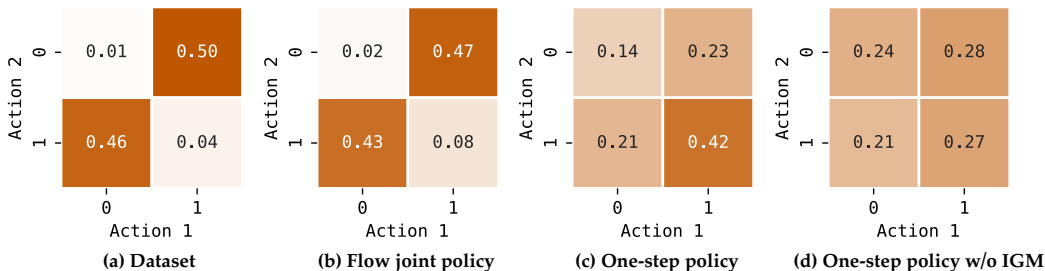 Action 2
0
1
0.01
0.50
0.46
0.04
0
1
Action 1
(a) Dataset
Action 2
0
1
0.02
0.47
0.43
0.08
0
1
Action 1
(b) Flow joint policy
Action 2
0
1
0.14
0.23
0.21
0.42
0
1
Action 1
(c) One-step policy
Action 2
0
1
0.24
0.28
0.21
0.27
0
1
Action 1
(d) One-step policy w/o IGM